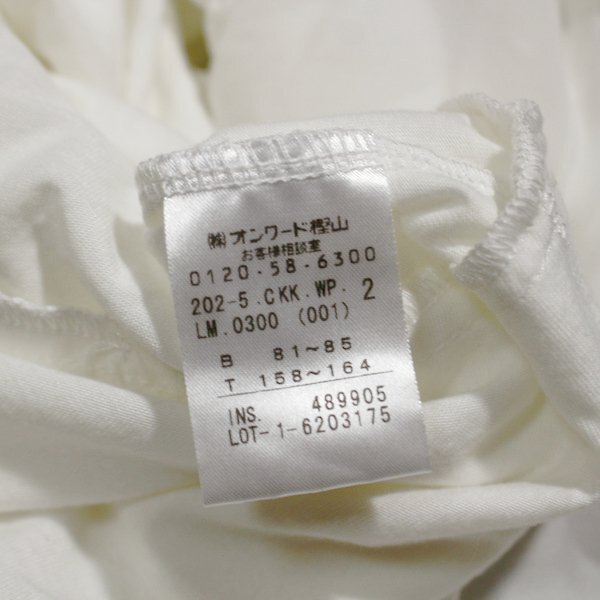 ㈱オンワード樫山
お客様相談室
0120-58-6300
202-5.CKK.WP. 2
LM.0300 (001)
B 81～85
T 158～164
INS. 489905
LOT-1-6203175